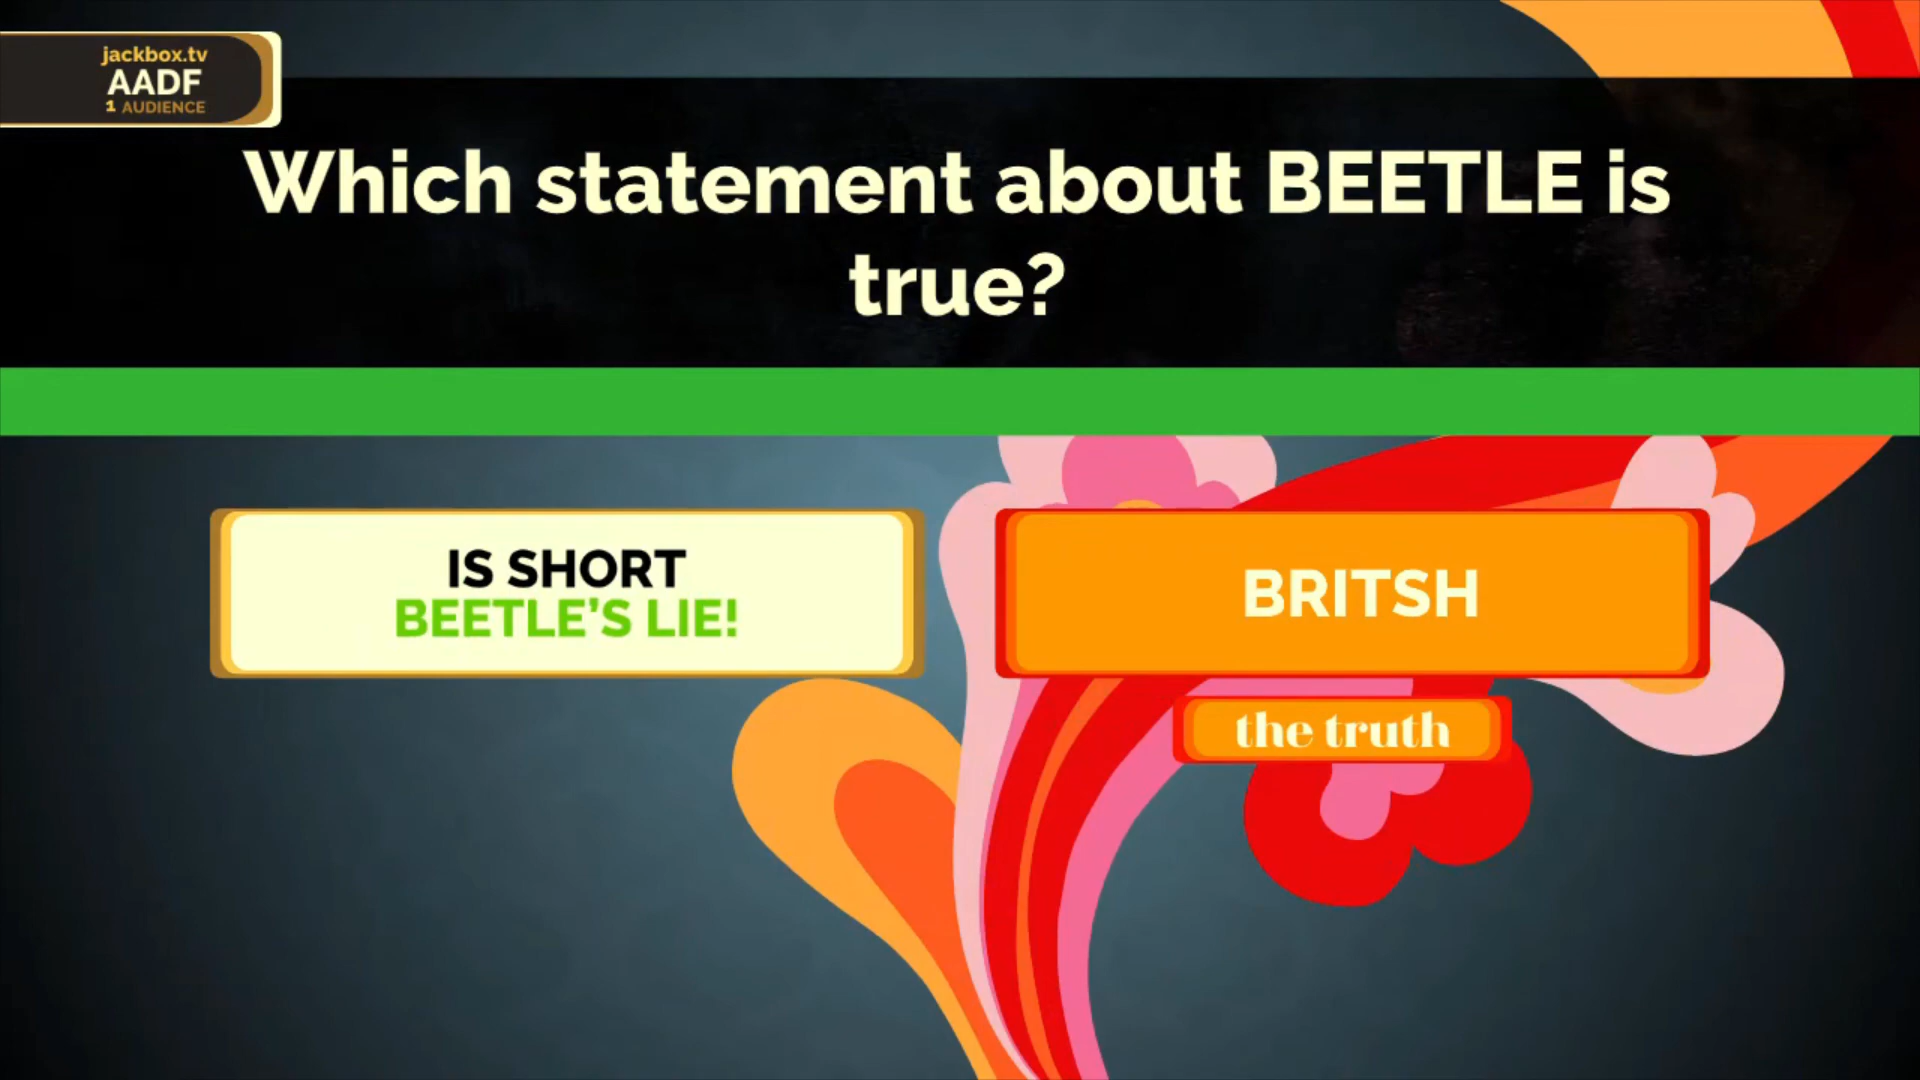 jackbox.tv
AADF
1 AUDIENCE
Which statement about BEETLE is
true?
IS SHORT
BEETLE'S LIE!
BRITSH
the truth